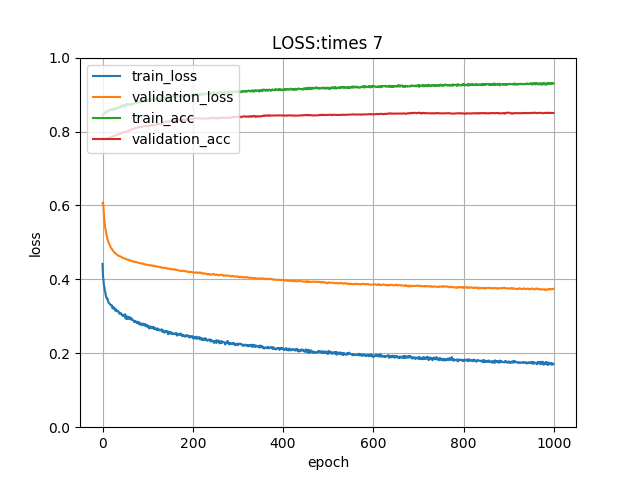 LOSS:times 7
train_loss
validation_loss
train_acc
validation_acc
1.0
0.8
0.6
0.4
0.2
0.0
loss
0 200 400 600 800 1000
epoch